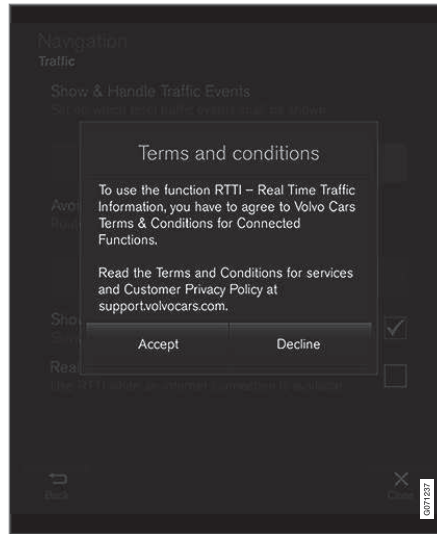 Navigation
Traffic
Show & Handle Traffic Events
Terms and conditions
To use the function RTTI – Real Time Traffic
Information, you have to agree to Volvo Cars
Terms & Conditions for Connected
Functions.
Read the Terms and Conditions for services
and Customer Privacy Policy at
support.volvocars.com.
Accept
Decline
Back
Close
G071237